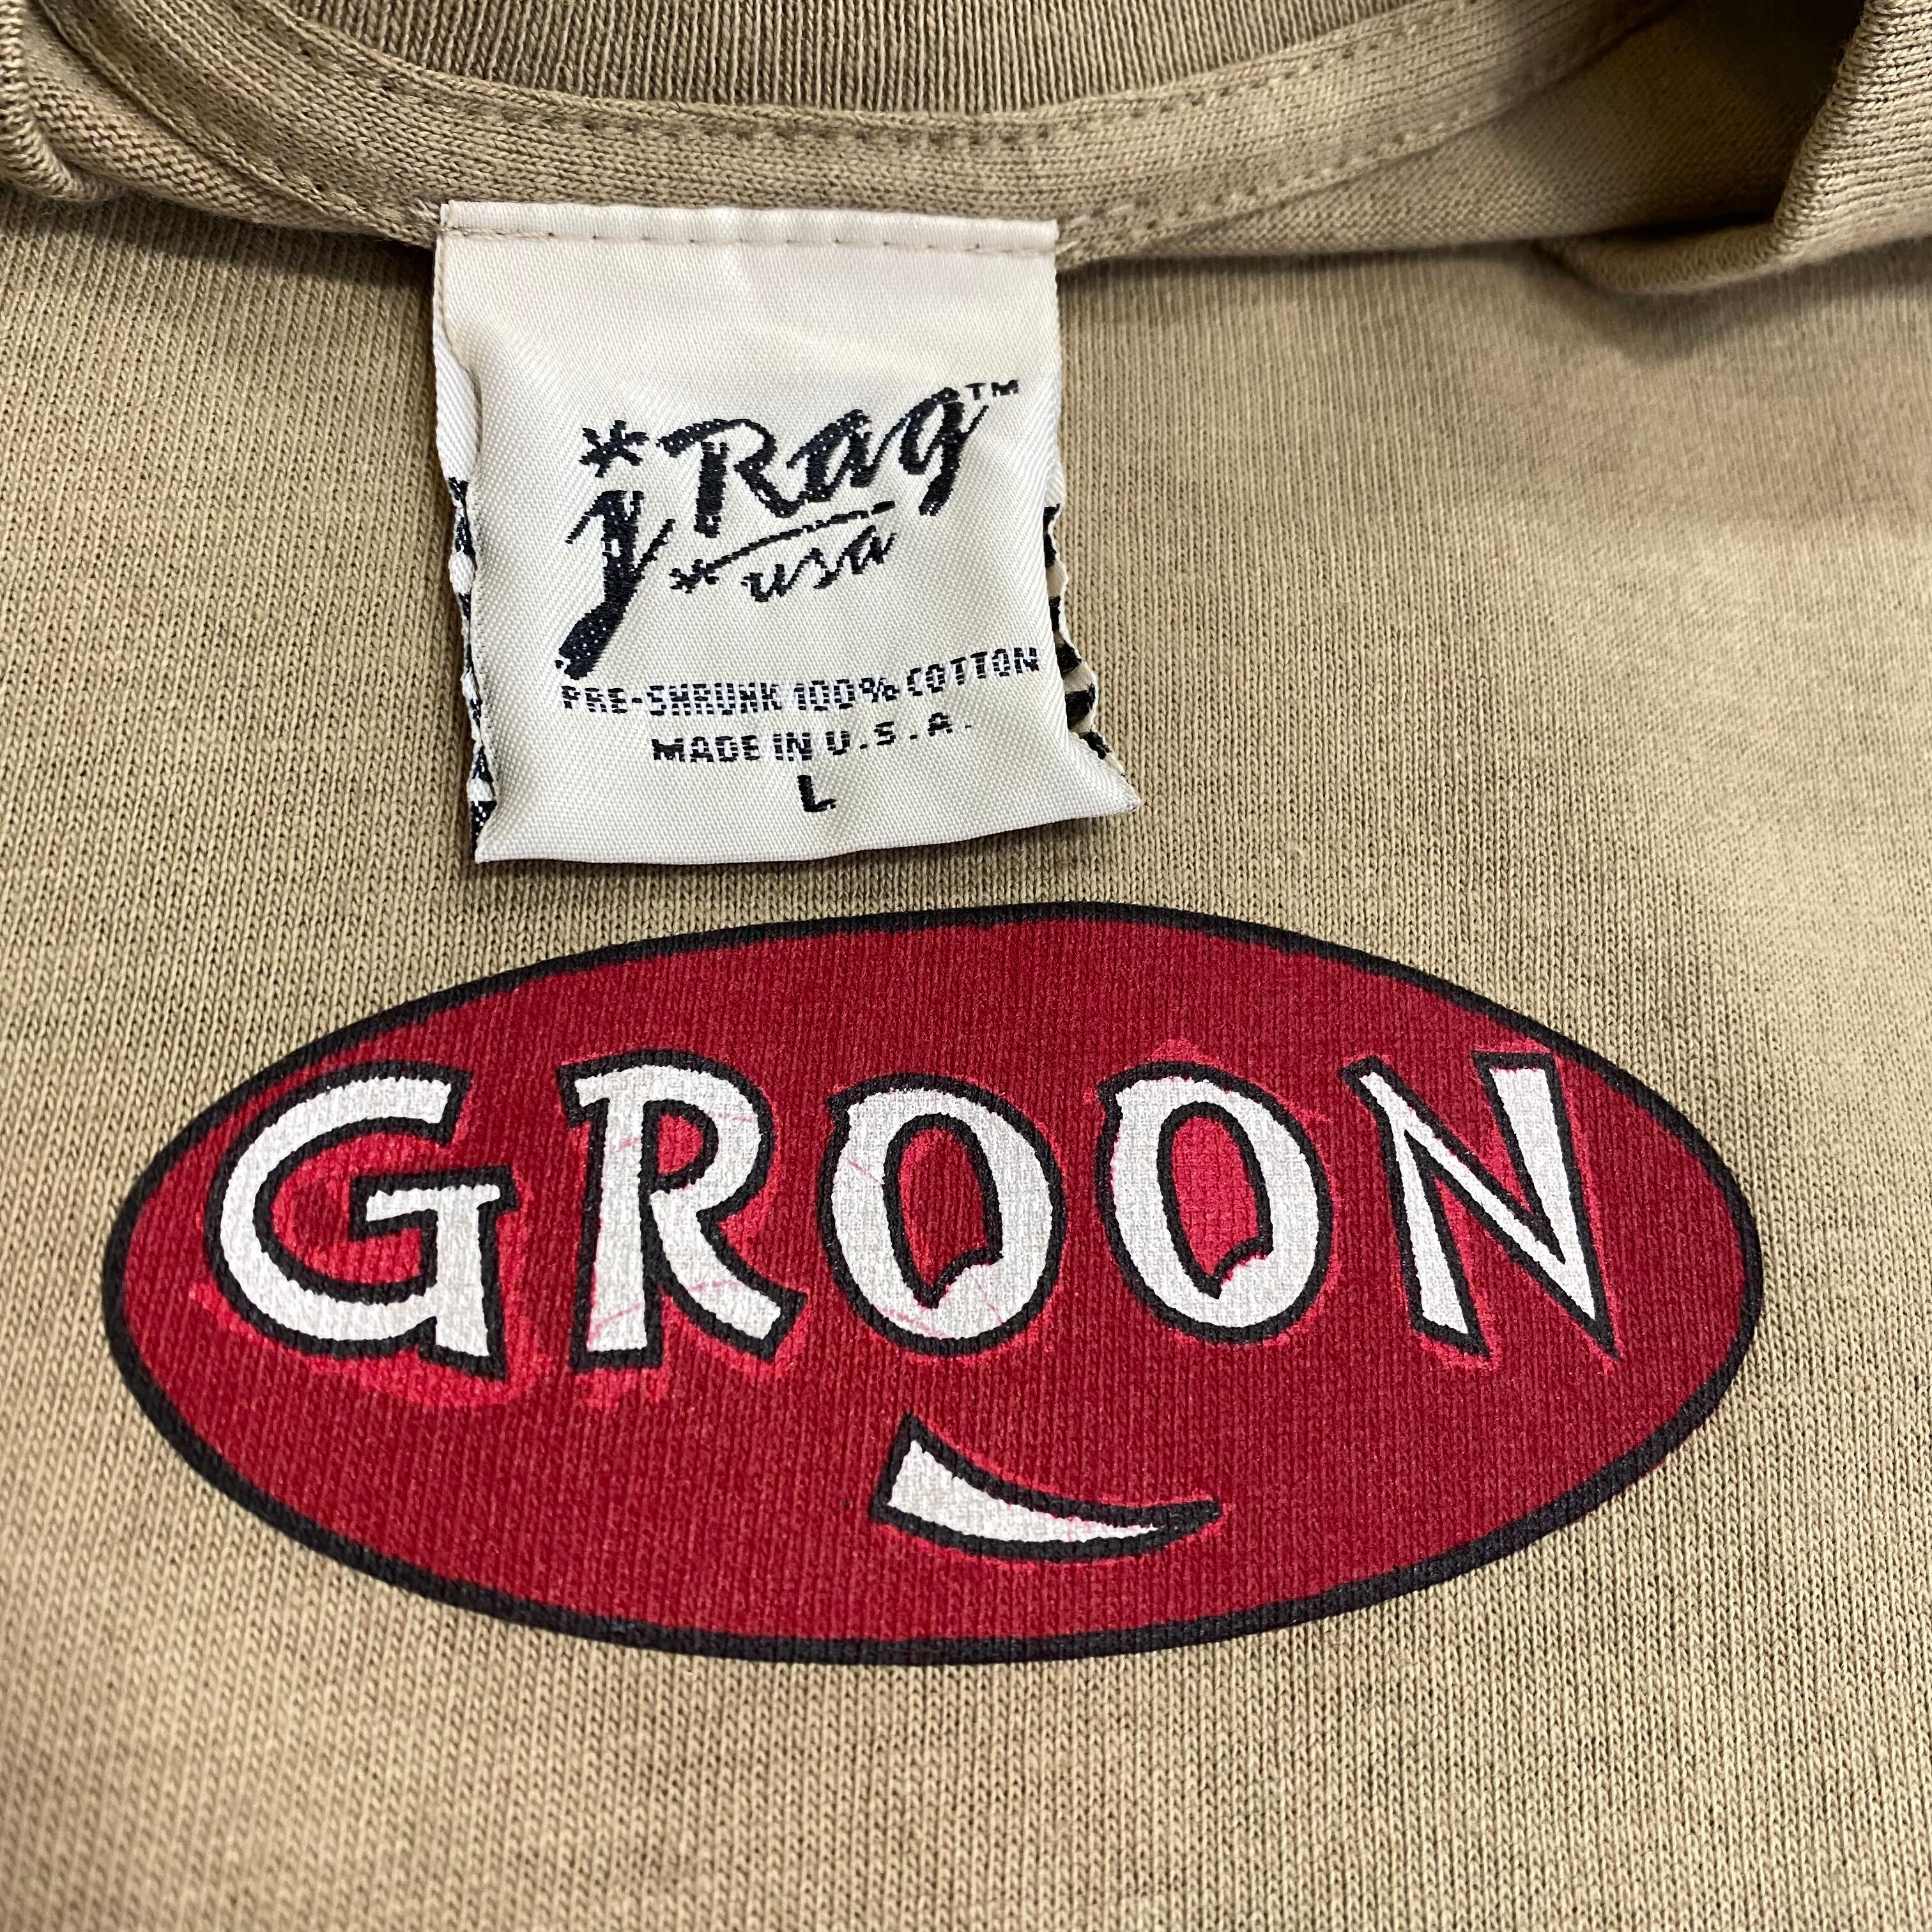 j Rag™
usa
PRE-SHRUNK 100% COTTON
MADE IN U.S.A.
L
GROON